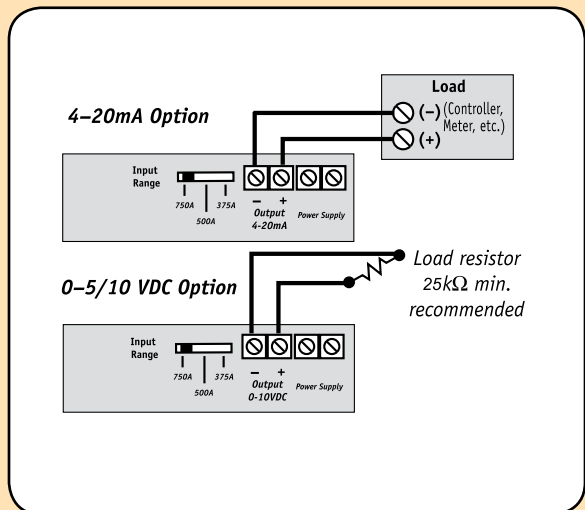 Load
4–20mA Option
(–) (Controller,
Meter, etc.)
(+)
Input
Range
750A
375A
500A
– +
Output
4-20mA
Power Supply
0–5/10 VDC Option
Load resistor
25kΩ min.
recommended
Input
Range
750A
375A
500A
– +
Output
0-10VDC
Power Supply